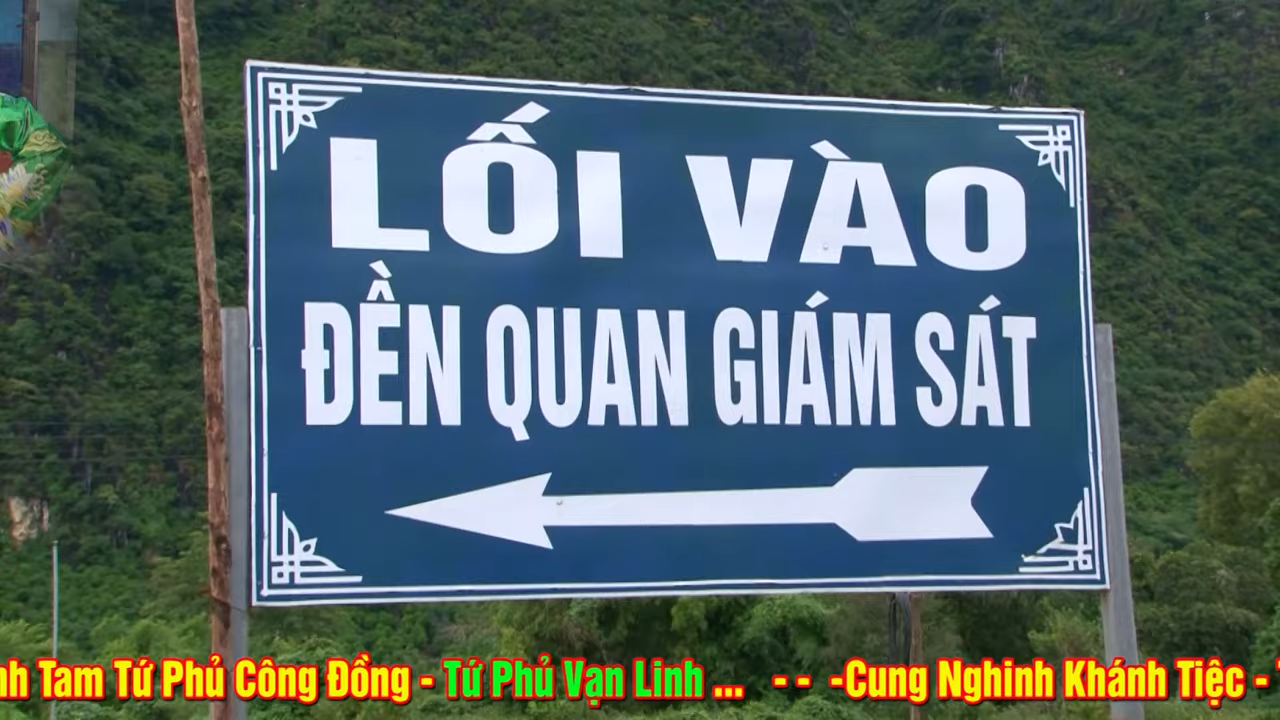 LỐI VÀO
ĐỀN QUAN GIÁM SÁT
Tam Tứ Phủ Công Đồng - Tứ Phủ Vạn Linh ... - - -Cung Nghinh Khánh Tiệc -